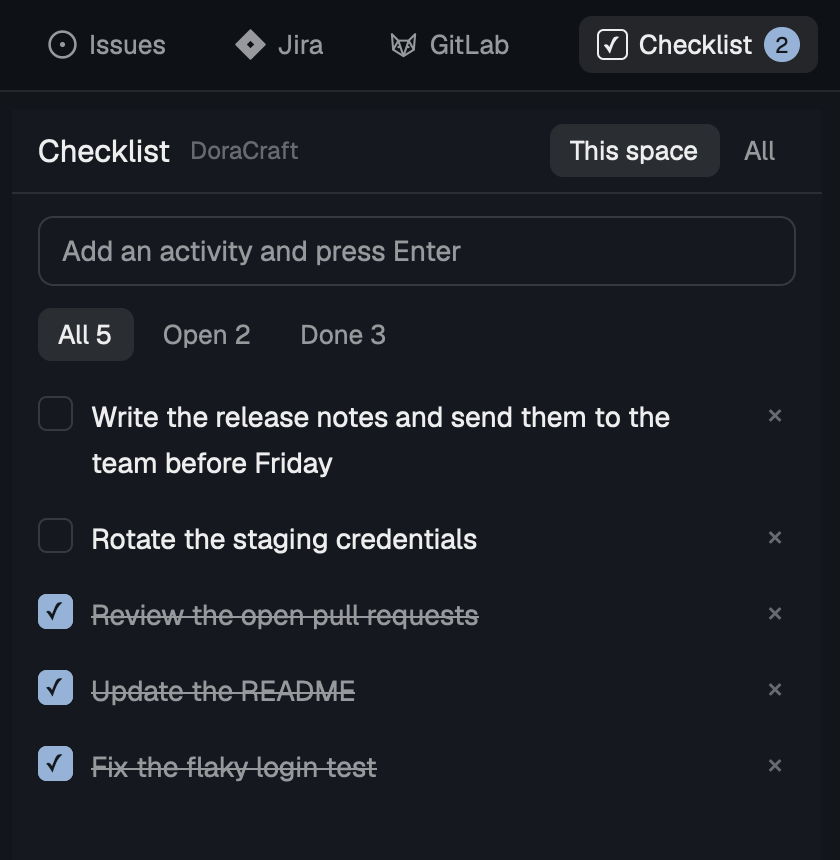 Issues Jira GitLab Checklist 2
Checklist DoraCraft This space All
Add an activity and press Enter
All 5 Open 2 Done 3
Write the release notes and send them to the
team before Friday
Rotate the staging credentials
Review the open pull requests
Update the README
Fix the flaky login test